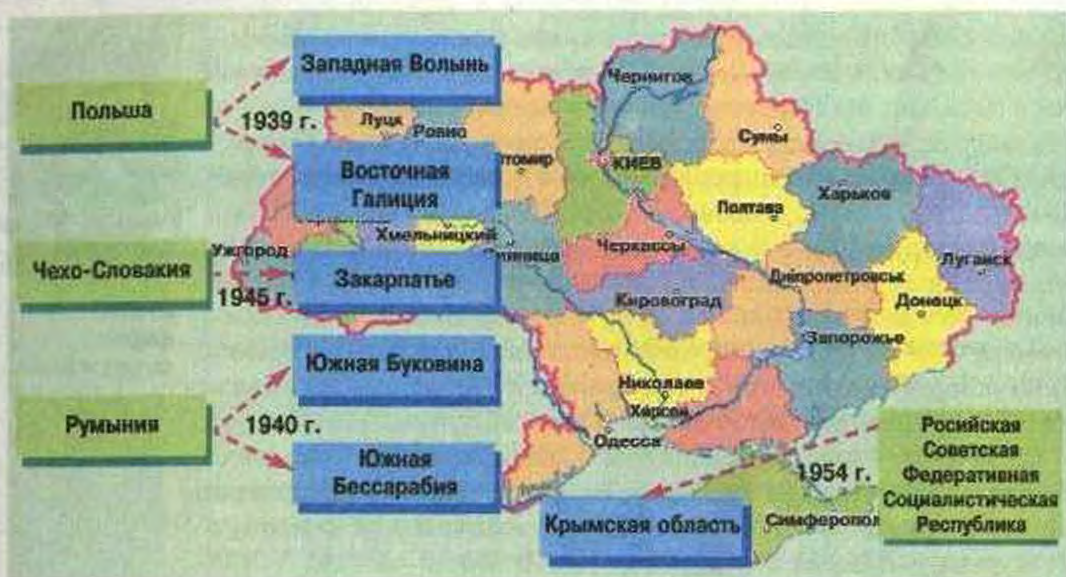 Польша
1939 г.
Западная Волынь
Восточная
Галиция
Чехо-Словакия
1945 г.
Закарпатье
Румыния
1940 г.
Южная Буковина
Южная
Бессарабия
Росийская
Советская
Федеративная
Социалистическая
Республика
1954 г.
Крымская область
Луцк
Ровно
томир
КИЕВ
Чернигов
Сумы
Полтава
Харьков
Луганск
Ужгород
Хмельницкий
Черкассы
Кировоград
Дніпропетровськ
Донецк
Запорожье
Николаев
Херсон
Одесса
Симферопол